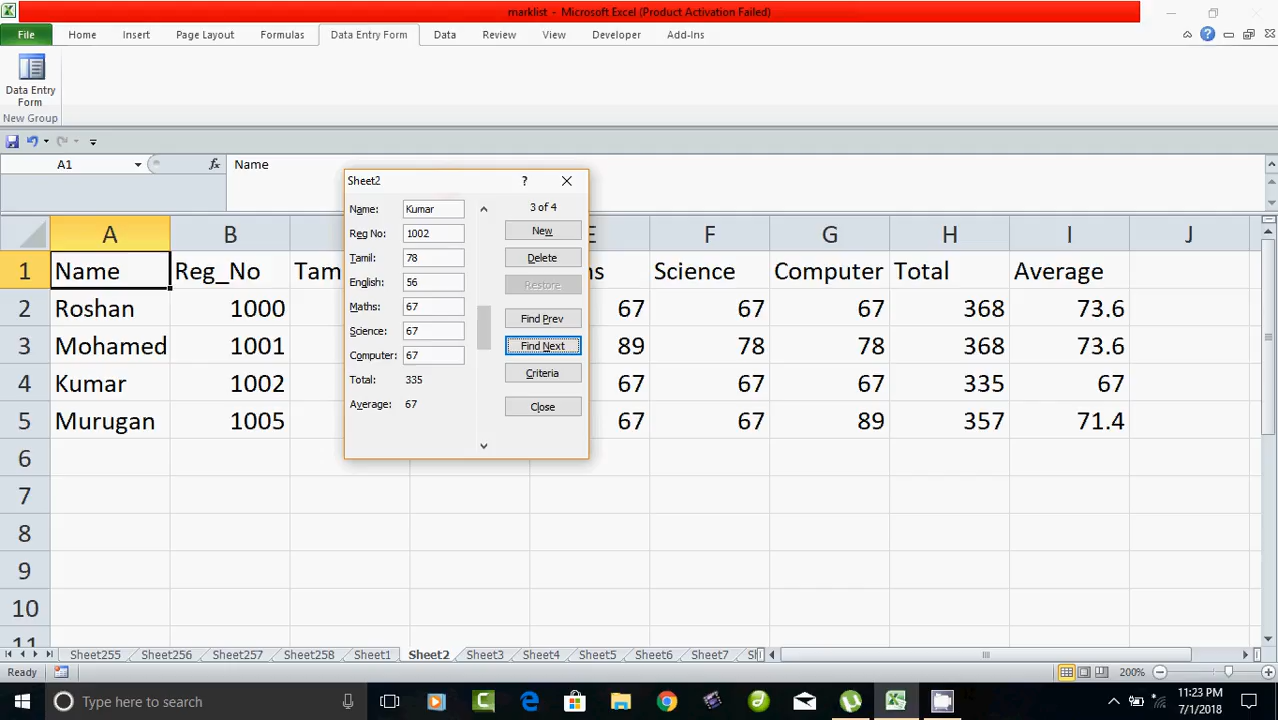 marklist - Microsoft Excel (Product Activation Failed)
File Home Insert Page Layout Formulas Data Entry Form Data Review View Developer Add-Ins
Data Entry
Form
New Group
A1 fx Name
Sheet2 ?
Name: Kumar 3 of 4
Reg No: 1002 New
Tamil: 78 Delete
English: 56 Restore
Maths: 67 Find Prev
Science: 67
Computer: 67 Find Next
Total: 335 Criteria
Average: 67 Close
A B E F G H I J
1 Name Reg_No Tam ns Science Computer Total Average
2 Roshan 1000 67 67 67 368 73.6
3 Mohamed 1001 89 78 78 368 73.6
4 Kumar 1002 67 67 67 335 67
5 Murugan 1005 67 67 89 357 71.4
6
7
8
9
10
11
Sheet255 Sheet256 Sheet257 Sheet258 Sheet1 Sheet2 Sheet3 Sheet4 Sheet5 Sheet6 Sheet7 Sl
Ready 200%
Type here to search 11:23 PM
7/1/2018